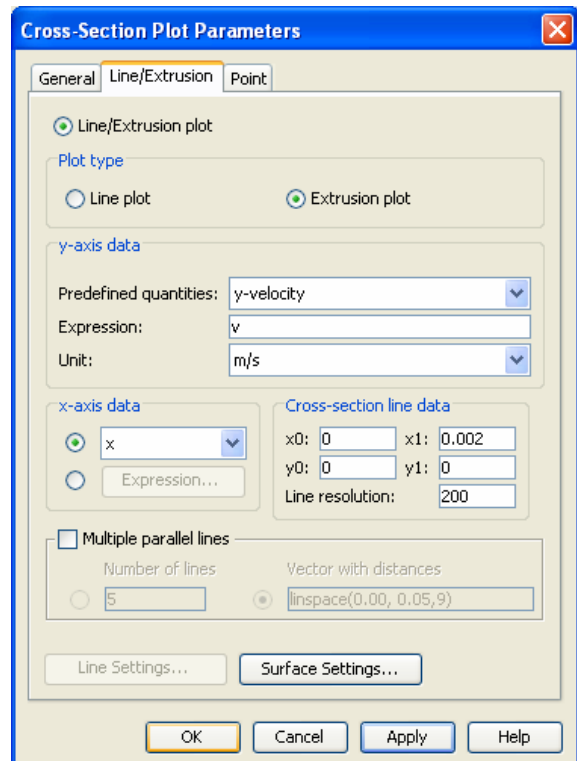 Cross-Section Plot Parameters
General Line/Extrusion Point
Line/Extrusion plot
Plot type
Line plot Extrusion plot
y-axis data
Predefined quantities: y-velocity
Expression: v
Unit: m/s
x-axis data Cross-section line data
x x0: 0 x1: 0.002
Expression... y0: 0 y1: 0
Line resolution: 200
Multiple parallel lines
Number of lines Vector with distances
5 linspace(0.00, 0.05,9)
Line Settings... Surface Settings...
OK Cancel Apply Help